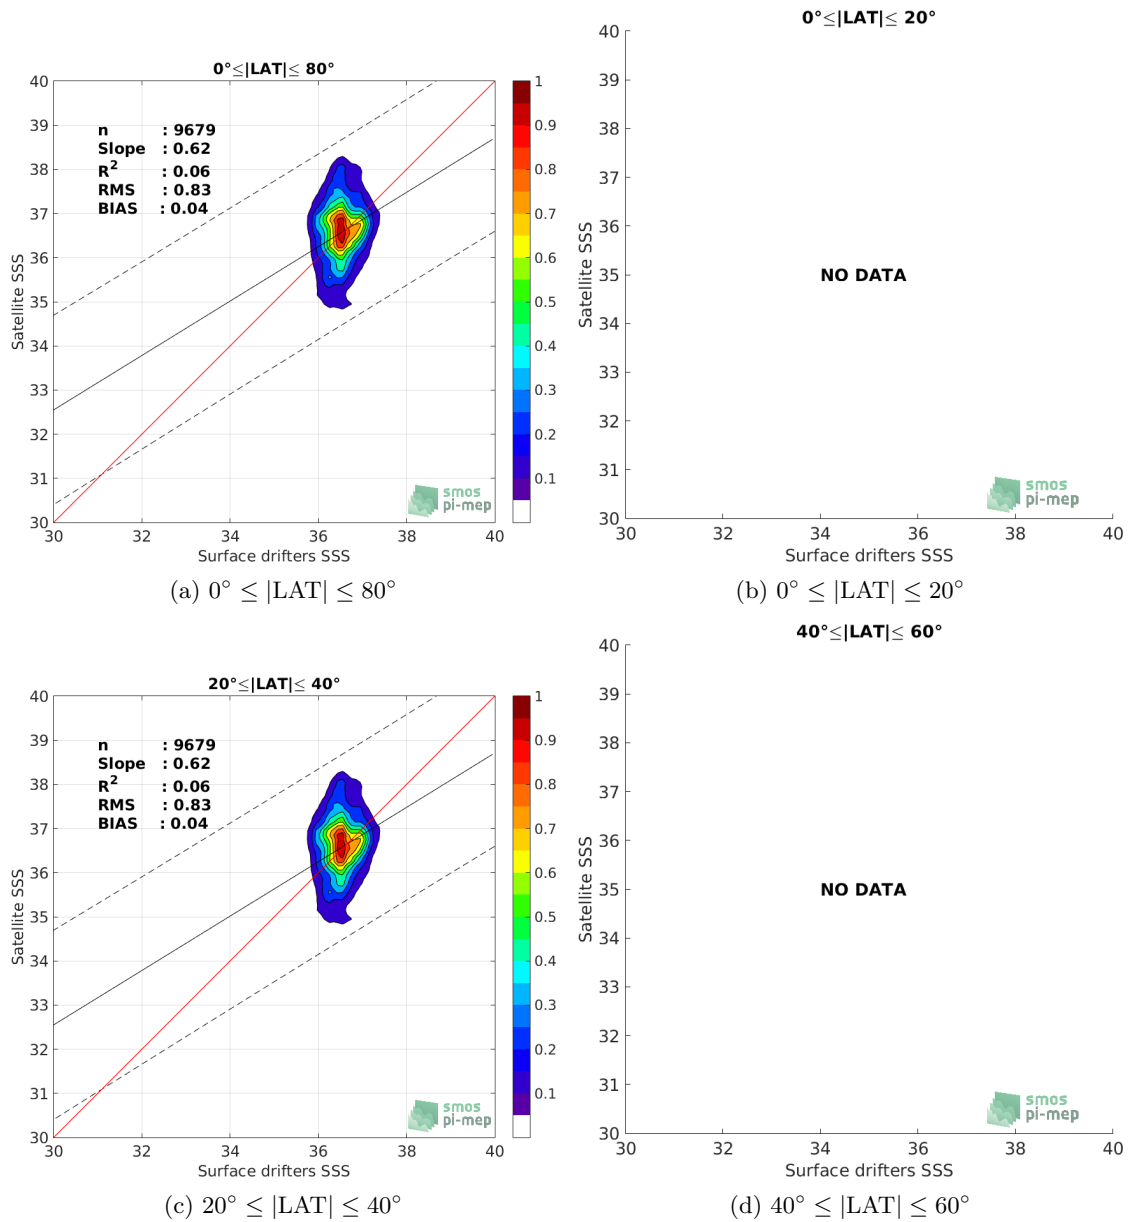 0°≤|LAT|≤ 80°
n : 9679
Slope : 0.62
R² : 0.06
RMS : 0.83
BIAS : 0.04
Satellite SSS
40
39
38
37
36
35
34
33
32
31
30
30 32 34 36 38 40
Surface drifters SSS
1
0.9
0.8
0.7
0.6
0.5
0.4
0.3
0.2
0.1
smos
pi-mep
(a) 0° ≤ |LAT| ≤ 80°
0°≤|LAT|≤ 20°
Satellite SSS
40
39
38
37
36
35
34
33
32
31
30
NO DATA
30 32 34 36 38 40
Surface drifters SSS
smos
pi-mep
(b) 0° ≤ |LAT| ≤ 20°
20°≤|LAT|≤ 40°
n : 9679
Slope : 0.62
R² : 0.06
RMS : 0.83
BIAS : 0.04
Satellite SSS
40
39
38
37
36
35
34
33
32
31
30
30 32 34 36 38 40
Surface drifters SSS
1
0.9
0.8
0.7
0.6
0.5
0.4
0.3
0.2
0.1
smos
pi-mep
(c) 20° ≤ |LAT| ≤ 40°
40°≤|LAT|≤ 60°
Satellite SSS
40
39
38
37
36
35
34
33
32
31
30
NO DATA
30 32 34 36 38 40
Surface drifters SSS
smos
pi-mep
(d) 40° ≤ |LAT| ≤ 60°